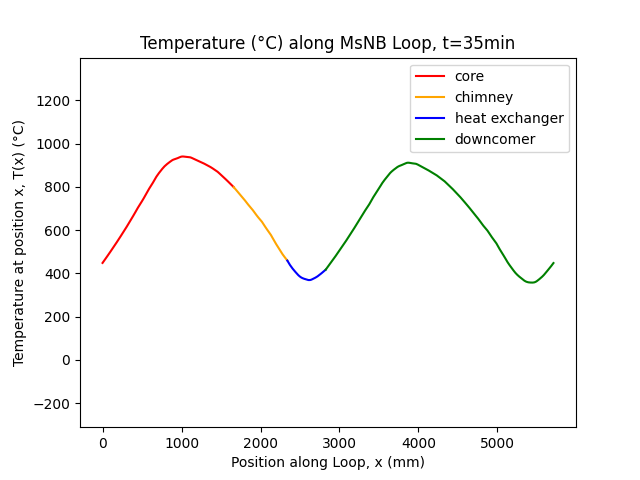 Temperature (°C) along MsNB Loop, t=35min
core
chimney
heat exchanger
downcomer
Temperature at position x, T(x) (°C)
1200
1000
800
600
400
200
0
−200
0 1000 2000 3000 4000 5000
Position along Loop, x (mm)